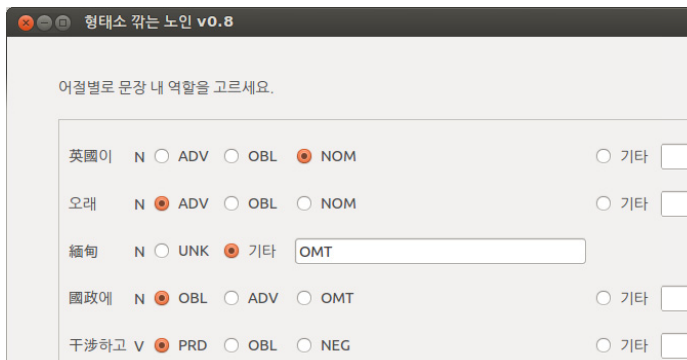 형태소 깎는 노인 v0.8
어절별로 문장 내 역할을 고르세요.
英國이 N ADV OBL NOM 기타
오래 N ADV OBL NOM 기타
緬甸 N UNK 기타 OMT
國政에 N OBL ADV OMT 기타
干涉하고 V PRD OBL NEG 기타